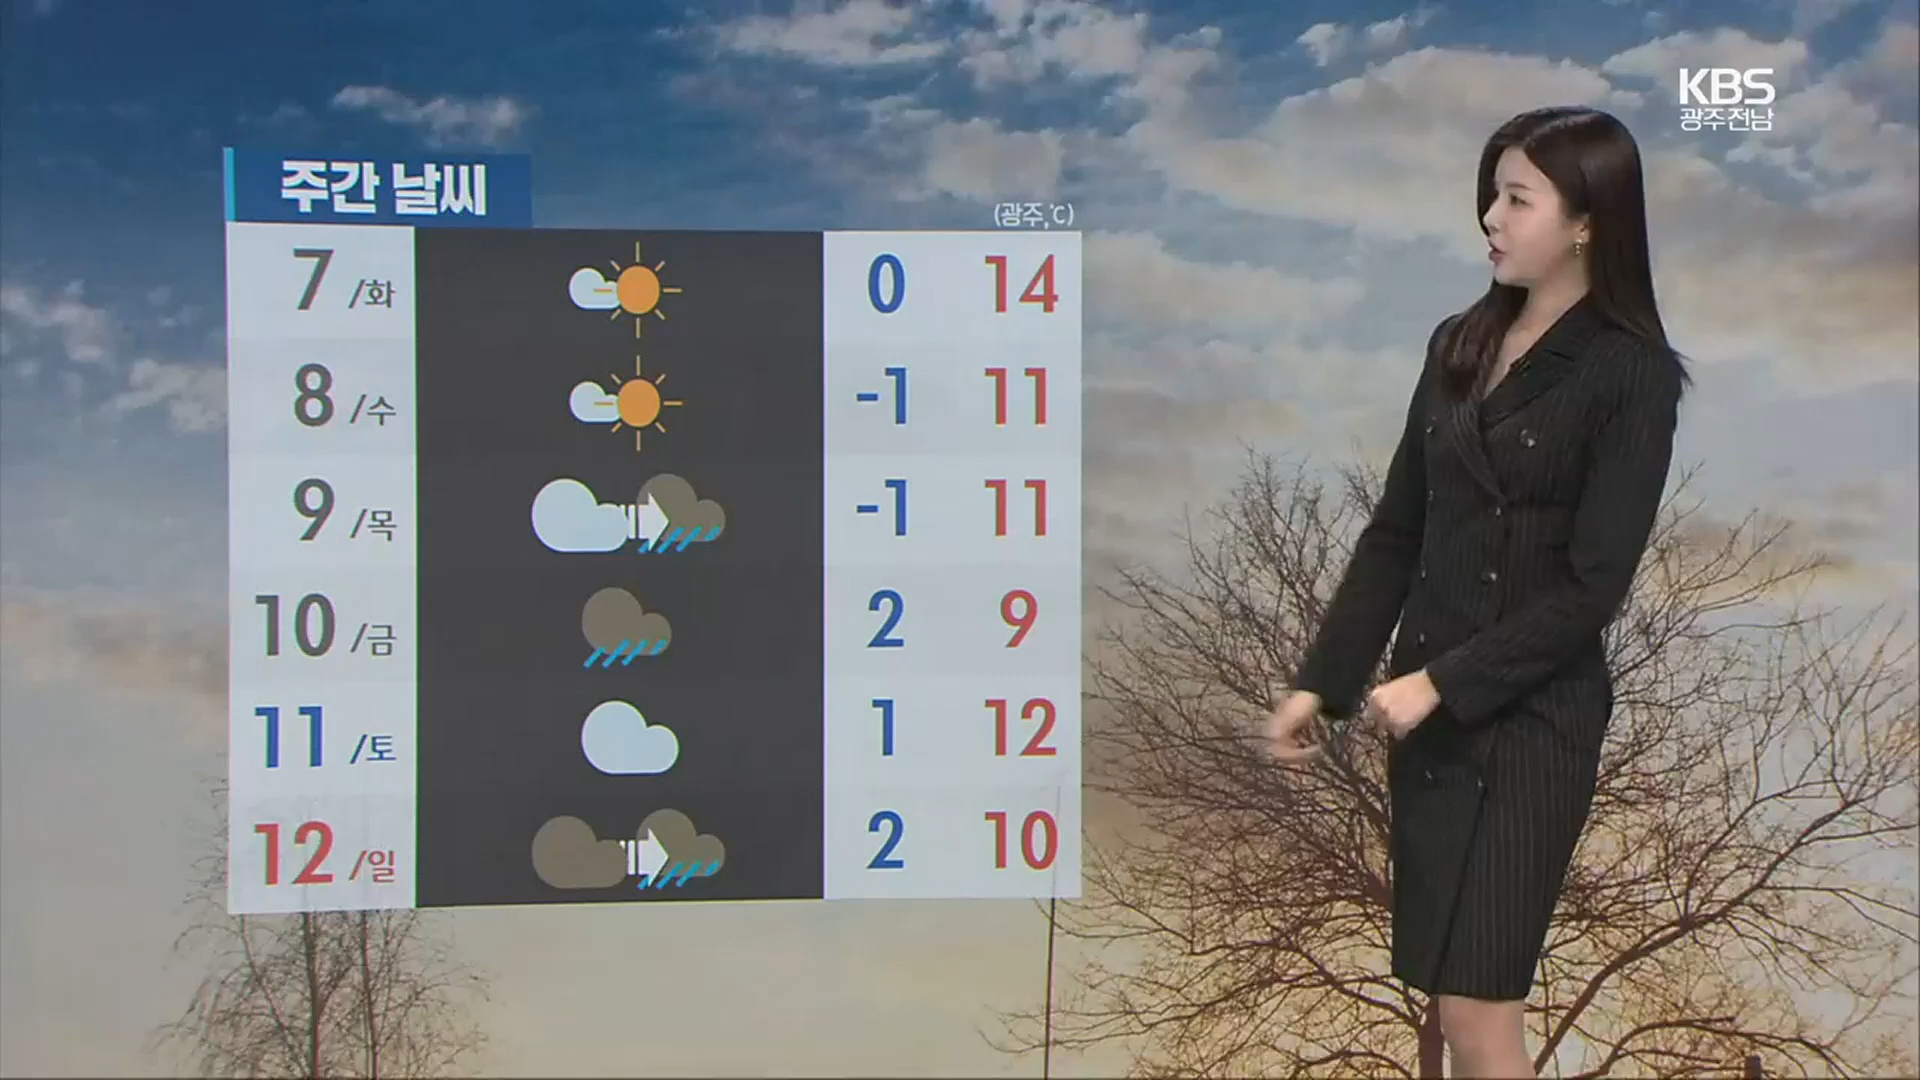 KBS
광주전남
주간 날씨
(광주,℃)
7 /화 0 14
8 /수 -1 11
9 /목 -1 11
10 /금 2 9
11 /토 1 12
12 /일 2 10